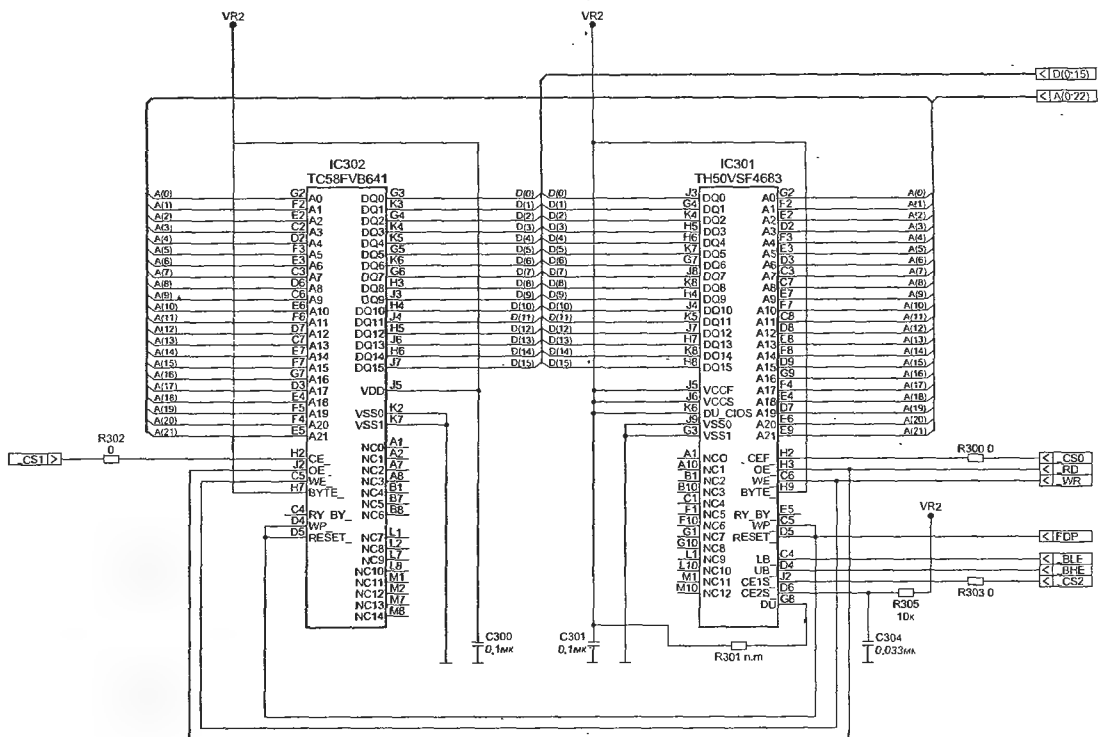 VR2 VR2
< D(0:15)
< A(0:22)
IC302 IC301
TC58FVB641 TH50VSF4683
A(0) G2 A0 DQ0 G3 D(0) D(0) J3 DQ0 A0 G2 A(0)
A(1) F2 A1 DQ1 K3 D(1) D(1) G4 DQ1 A1 F2 A(1)
A(2) E2 A2 DQ2 G4 D(2) D(2) K4 DQ2 A2 E2 A(2)
A(3) C2 A3 DQ3 K4 D(3) D(3) H5 DQ3 A3 D2 A(3)
A(4) D2 A4 DQ4 K5 D(4) D(4) H6 DQ4 A4 F3 A(4)
A(5) F3 A5 DQ5 G5 D(5) D(5) K7 DQ5 A5 E3 A(5)
A(6) E3 A6 DQ6 K6 D(6) D(6) G7 DQ6 A6 D3 A(6)
A(7) C3 A7 DQ7 G6 D(7) D(7) J8 DQ7 A7 C3 A(7)
A(8) D6 A8 DQ8 H3 D(8) D(8) K8 DQ8 A8 C7 A(8)
A(9) C6 A9 DQ9 J3 D(9) D(9) H4 DQ9 A9 E7 A(9)
A(10) E6 A10 DQ10 H4 D(10) D(10) J4 DQ10 A10 F7 A(10)
A(11) F6 A11 DQ11 J4 D(11) D(11) K5 DQ11 A11 C8 A(11)
A(12) D7 A12 DQ12 H5 D(12) D(12) J7 DQ12 A12 D8 A(12)
A(13) C7 A13 DQ13 J6 D(13) D(13) H7 DQ13 A13 E8 A(13)
A(14) E7 A14 DQ14 H6 D(14) D(14) K8 DQ14 A14 F8 A(14)
A(15) F7 A15 DQ15 J7 D(15) D(15) H8 DQ15 A15 D9 A(15)
A(16) G7 A16 A16 G9 A(16)
A(17) D3 A17 VDD J5 J5 VCCF A17 F4 A(17)
A(18) E4 A18 J6 VCCS A18 E4 A(18)
A(19) F5 A19 VSS0 K2 K6 DU_CIOS A19 D7 A(19)
A(20) F4 A20 VSS1 K7 J9 VSS0 A20 E6 A(20)
A(21) E5 A21 G3 VSS1 A21 E9 A(21)
R302
0
NC0 A1
_CS1 > H2 CE_ NC1 A2 A1 NC0 CEF H2 R300 0 < _CS0
J2 OE_ NC2 A7 A10 NC1 OE_ H3 < _RD
C5 WE_ NC3 A8 B1 NC2 WE_ C6 < _WR
H7 BYTE_ NC4 B1 B10 NC3 BYTE_ H9
NC5 B7 C1 NC4
C4 RY_BY_ NC6 B8 F1 NC5 RY_BY_ E5 VR2
D4 WP_ F10 NC6 WP_ C5
D5 RESET_ NC7 L1 G1 NC7 RESET_ D5 < FDP_
NC8 L2 G10 NC8
NC9 L7 L1 NC9 LB_ C4 < _BLE
NC10 L8 L10 NC10 UB_ D4 < _BHE
NC11 M1 M1 NC11 CE1S_ J2 R303 0 < _CS2
NC12 M2 M10 NC12 CE2S_ D6 R305
NC13 M7 DU G8 10к
NC14 M8
C300 C301 C304
0,1мк 0,1мк 0,033мк
R301 n.m